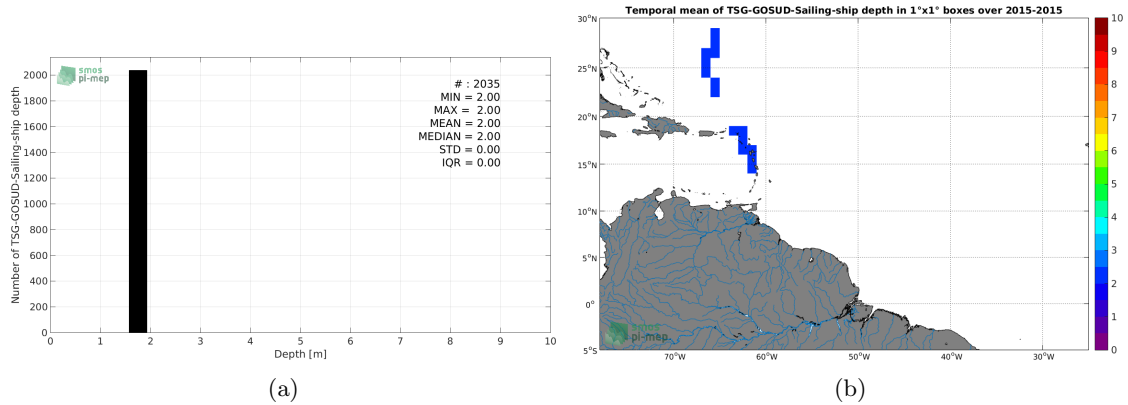 smos
pi-mep
# : 2035
MIN = 2.00
MAX = 2.00
MEAN = 2.00
MEDIAN = 2.00
STD = 0.00
IQR = 0.00
Number of TSG-GOSUD-Sailing-ship depth
2000
1800
1600
1400
1200
1000
800
600
400
200
0
0 1 2 3 4 5 6 7 8 9 10
Depth [m]
(a)
Temporal mean of TSG-GOSUD-Sailing-ship depth in 1°x1° boxes over 2015-2015
30°N
25°N
20°N
15°N
10°N
5°N
0°
5°S
70°W 60°W 50°W 40°W 30°W
smos
pi-mep
10
9
8
7
6
5
4
3
2
1
0
(b)